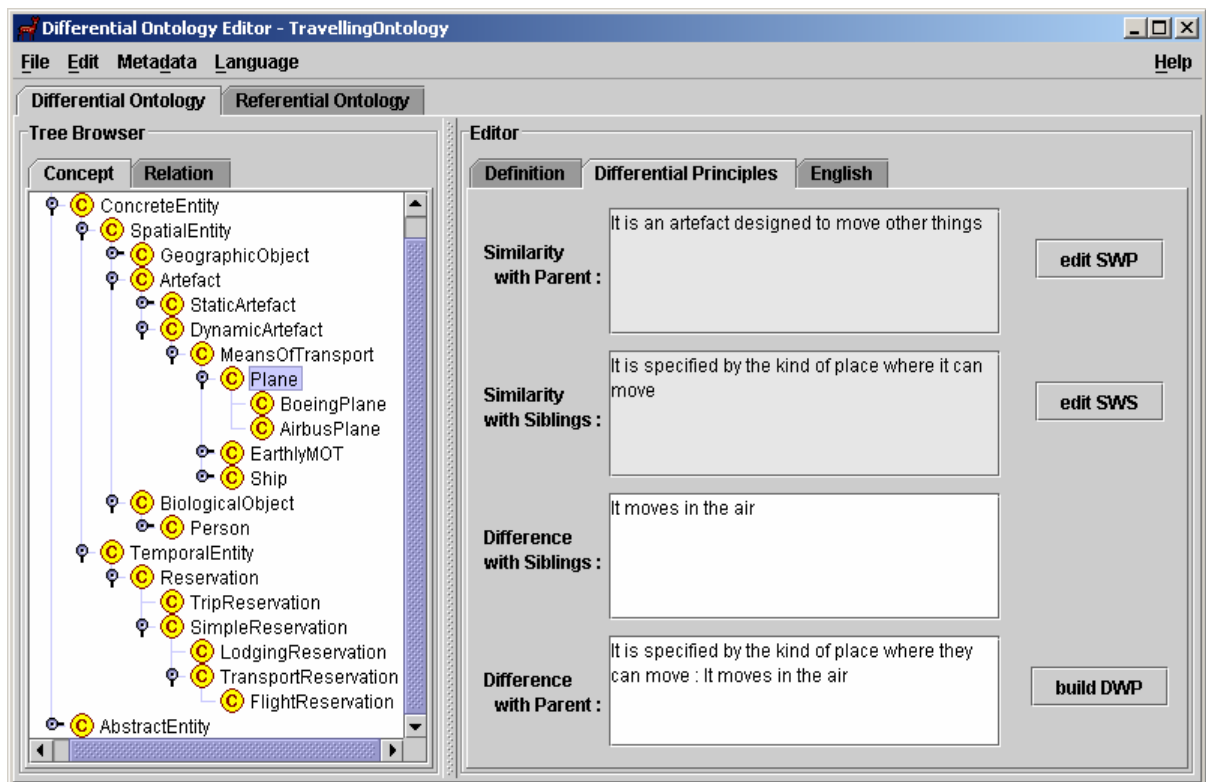 Differential Ontology Editor - TravellingOntology
File Edit Metadata Language Help
Differential Ontology Referential Ontology
Tree Browser
Concept Relation
C ConcreteEntity
C SpatialEntity
C GeographicObject
C Artefact
C StaticArtefact
C DynamicArtefact
C MeansOfTransport
C Plane
C BoeingPlane
C AirbusPlane
C EarthlyMOT
C Ship
C BiologicalObject
C Person
C TemporalEntity
C Reservation
C TripReservation
C SimpleReservation
C LodgingReservation
C TransportReservation
C FlightReservation
C AbstractEntity
Editor
Definition Differential Principles English
Similarity
with Parent :
It is an artefact designed to move other things
edit SWP
Similarity
with Siblings :
It is specified by the kind of place where it can
move
edit SWS
Difference
with Siblings :
It moves in the air
Difference
with Parent :
It is specified by the kind of place where they
can move : It moves in the air
build DWP